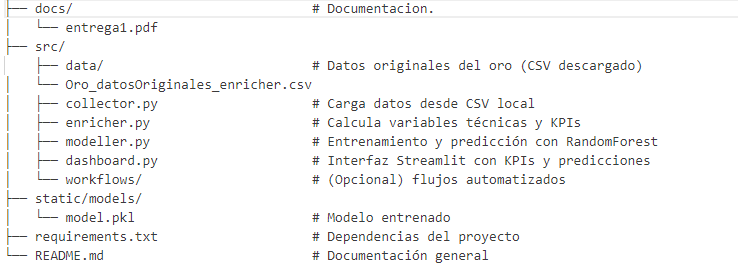 ├── docs/                           # Documentacion.
│   └── entrega1.pdf
├── src/
│   ├── data/                       # Datos originales del oro (CSV descargado)
│   └── Oro_datosOriginales_enricher.csv
│   ├── collector.py                # Carga datos desde CSV local
│   ├── enricher.py                 # Calcula variables técnicas y KPIs
│   ├── modeller.py                 # Entrenamiento y predicción con RandomForest
│   ├── dashboard.py                # Interfaz Streamlit con KPIs y predicciones
│   └── workflows/                  # (Opcional) flujos automatizados
├── static/models/
│   └── model.pkl                   # Modelo entrenado
├── requirements.txt                # Dependencias del proyecto
└── README.md                       # Documentación general